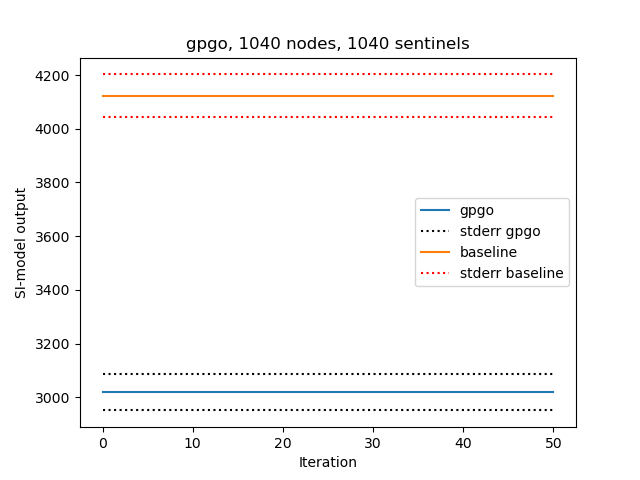 gpgo, 1040 nodes, 1040 sentinels
SI-model output
4200
4000
3800
3600
3400
3200
3000
gpgo
stderr gpgo
baseline
stderr baseline
0 10 20 30 40 50
Iteration